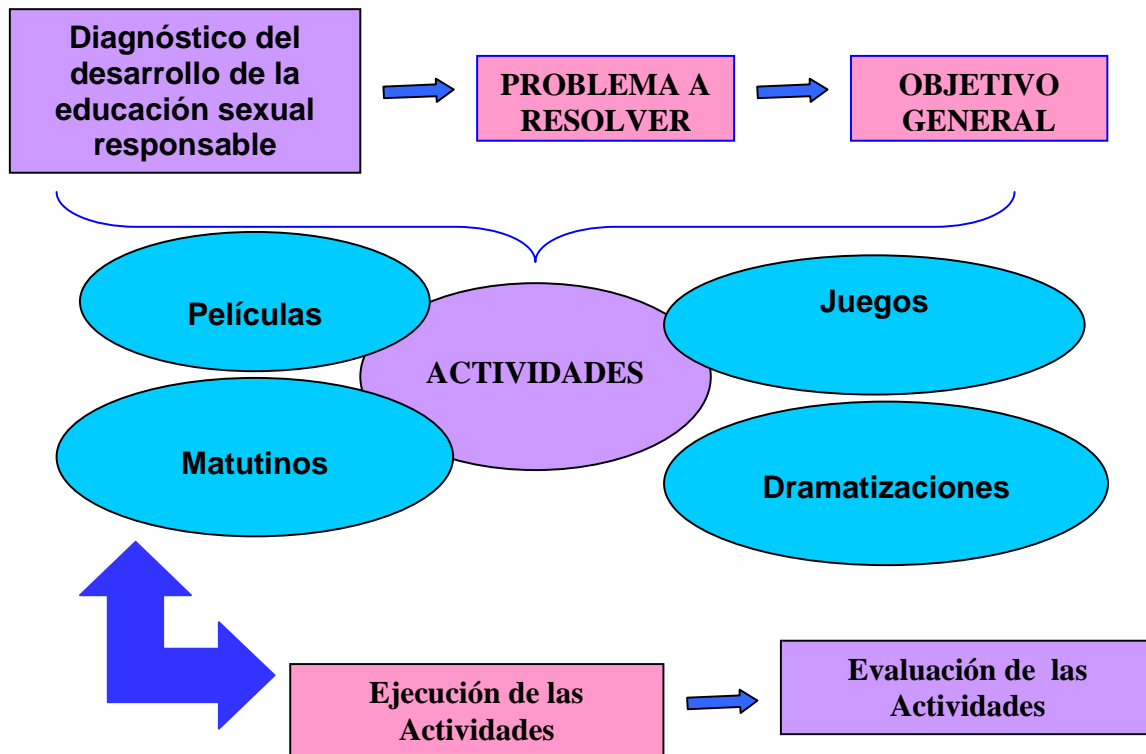 Diagnóstico del
desarrollo de la
educación sexual
responsable
PROBLEMA A
RESOLVER
OBJETIVO
GENERAL
Películas
Juegos
ACTIVIDADES
Matutinos
Dramatizaciones
Ejecución de las
Actividades
Evaluación de las
Actividades